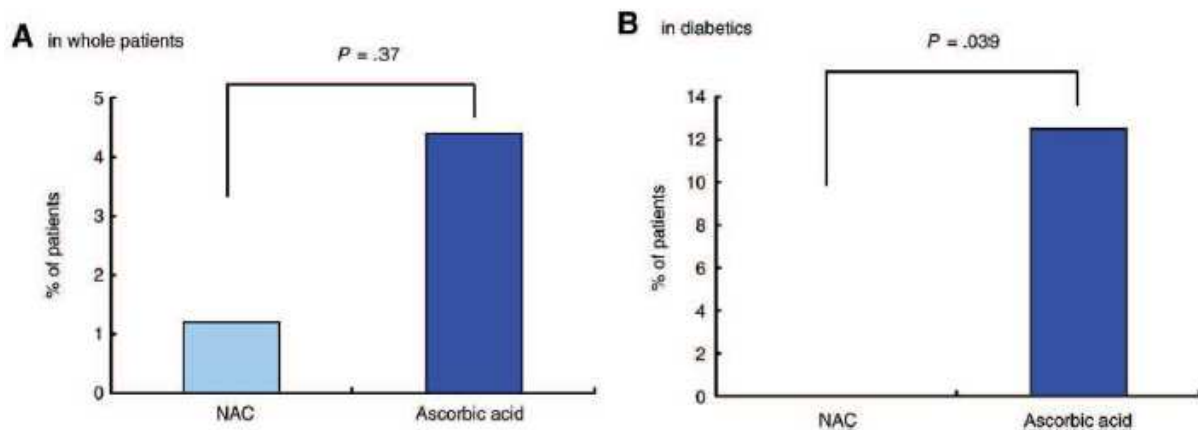 A in whole patients
P = .37
5
4
3
2
1
0
% of patients
NAC
Ascorbic acid
B in diabetics
P = .039
14
12
10
8
6
4
2
0
% of patients
NAC
Ascorbic acid